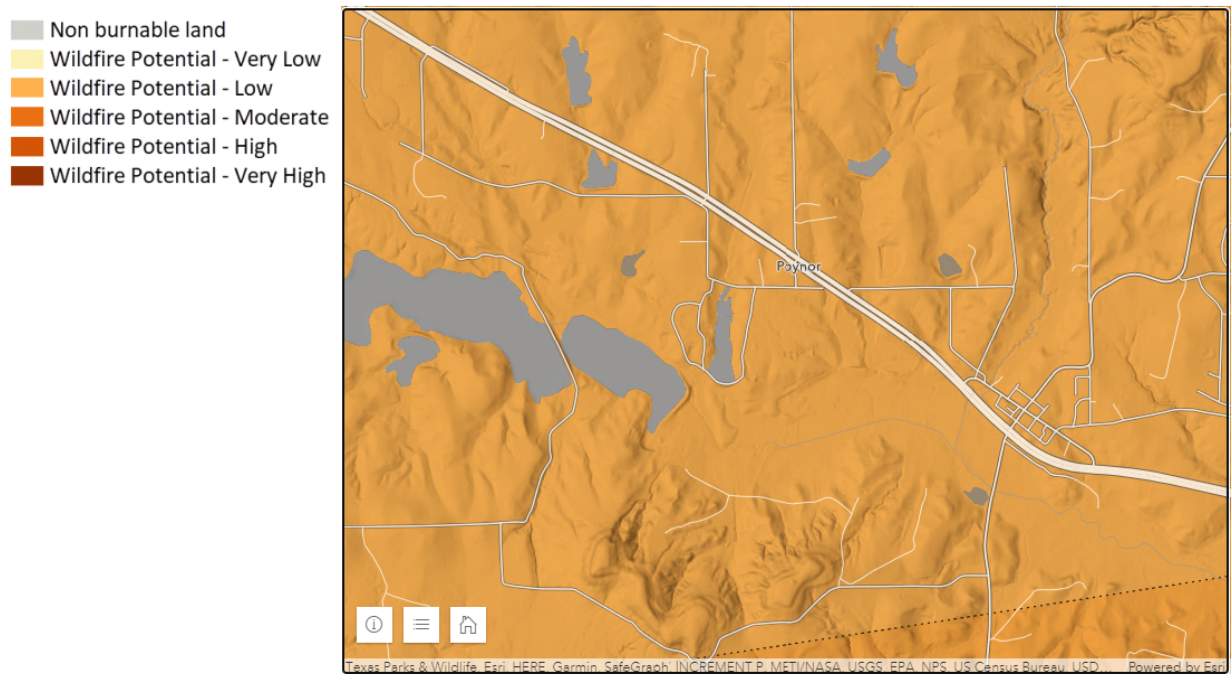 Non burnable land
Wildfire Potential - Very Low
Wildfire Potential - Low
Wildfire Potential - Moderate
Wildfire Potential - High
Wildfire Potential - Very High
Poynor
Texas Parks & Wildlife, Esri, HERE, Garmin, SafeGraph, INCREMENT P, METI/NASA, USGS, EPA, NPS, US Census Bureau, USD... Powered by Esri